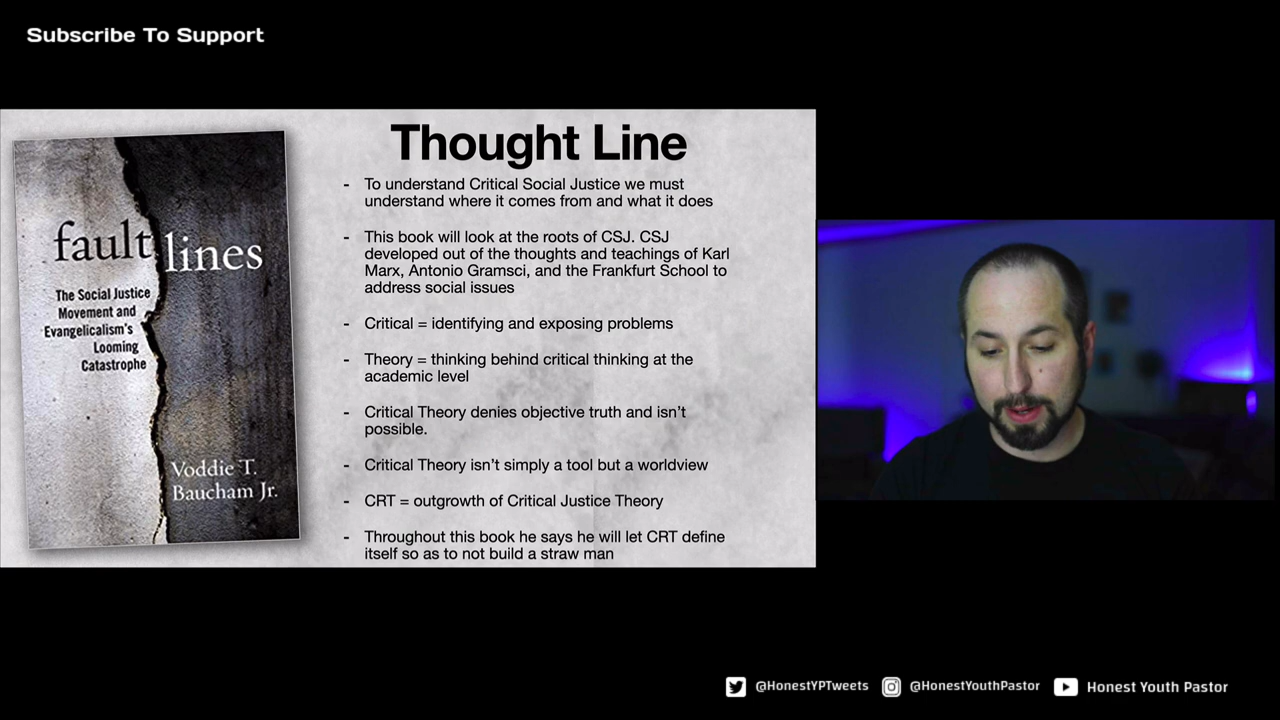 Subscribe To Support
Thought Line
fault lines
The Social Justice
Movement and
Evangelicalism's
Looming
Catastrophe
Voddie T.
Baucham Jr.
- To understand Critical Social Justice we must
understand where it comes from and what it does
- This book will look at the roots of CSJ. CSJ
developed out of the thoughts and teachings of Karl
Marx, Antonio Gramsci, and the Frankfurt School to
address social issues
- Critical = identifying and exposing problems
- Theory = thinking behind critical thinking at the
academic level
- Critical Theory denies objective truth and isn't
possible.
- Critical Theory isn't simply a tool but a worldview
- CRT = outgrowth of Critical Justice Theory
- Throughout this book he says he will let CRT define
itself so as to not build a straw man
@HonestYPTweets @HonestYouthPastor Honest Youth Pastor